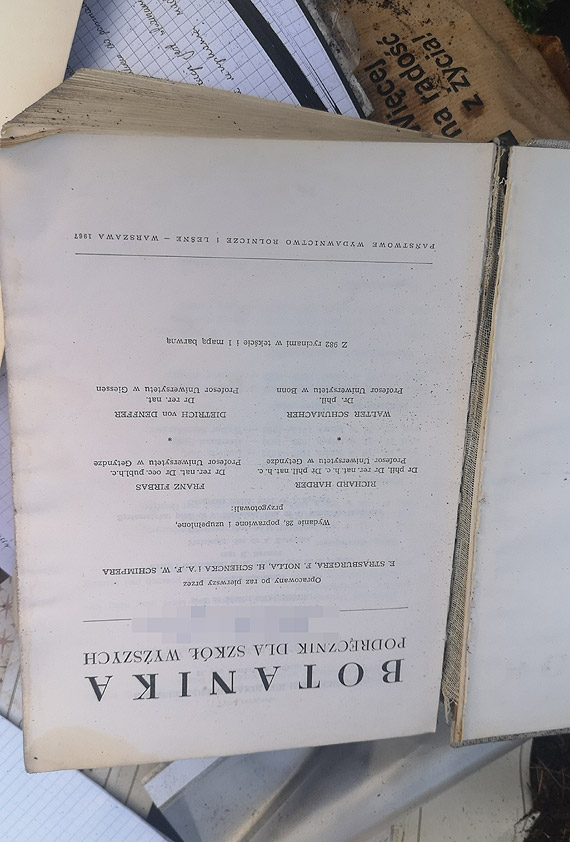 BOTANIKA
PODRĘCZNIK DLA SZKÓŁ WYŻSZYCH
Opracowany po raz pierwszy przez
E. STRASBURGERA, F. NOLLA, H. SCHENCKA i A. F. W. SCHIMPERA
Wydanie 28, poprawione i uzupełnione,
przygotowali:
RICHARD HARDER
Dr phil. Dr rer. nat. h. c. Dr phil. nat. h. c.
Profesor Uniwersytetu w Getyndze
FRANZ FIRBAS
Dr rer. nat. Dr oec. publ. h.c.
Profesor Uniwersytetu w Getyndze
*
*
WALTER SCHUMACHER
Dr. phil.
Profesor Uniwersytetu w Bonn
DIETRICH von DENFFER
Dr rer. nat.
Profesor Uniwersytetu w Giessen
Z 982 rycinami w tekście i 1 mapą barwną
PAŃSTWOWE WYDAWNICTWO ROLNICZE I LEŚNE – WARSZAWA 1967
Więcej
na radość
z życia!